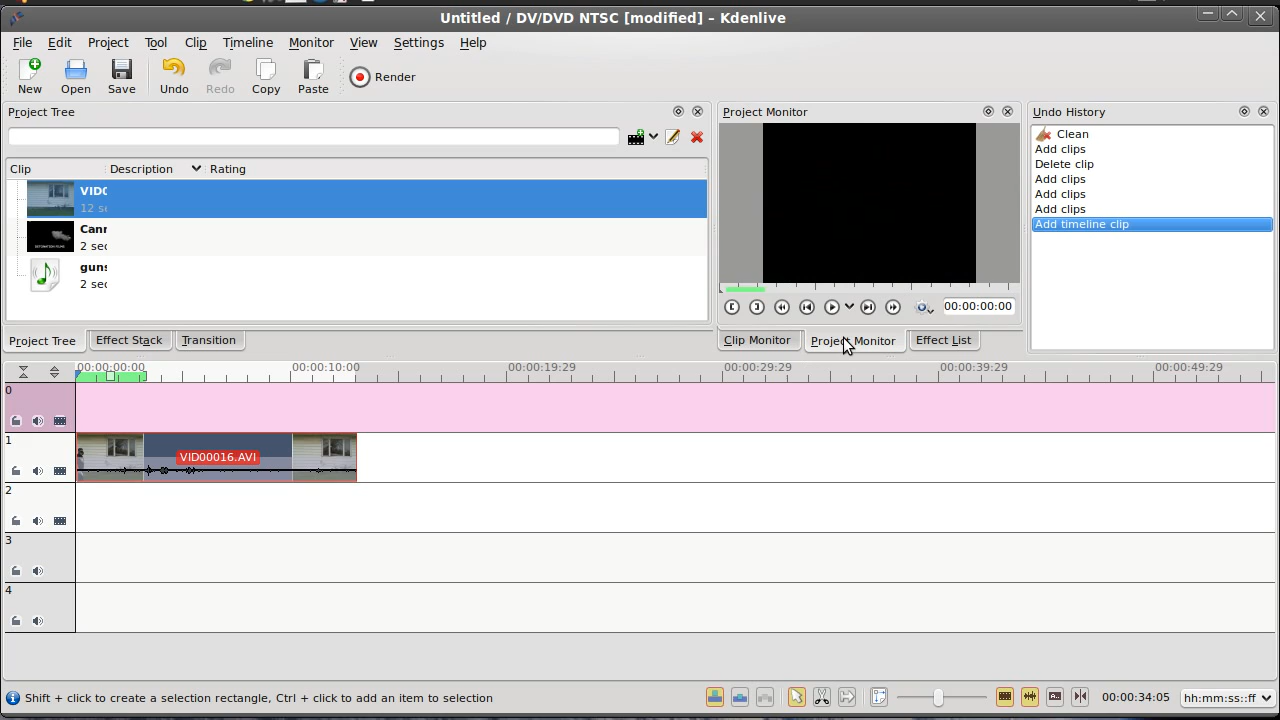 Untitled / DV/DVD NTSC [modified] – Kdenlive
File Edit Project Tool Clip Timeline Monitor View Settings Help
New Open Save Undo Redo Copy Paste Render
Project Tree
Clip Description Rating
VID0
12 se
Cann
2 sec
guns
2 sec
Project Tree Effect Stack Transition
Project Monitor
00:00:00:00
Clip Monitor Project Monitor Effect List
Undo History
Clean
Add clips
Delete clip
Add clips
Add clips
Add clips
Add timeline clip
00:00:00:00 00:00:10:00 00:00:19:29 00:00:29:29 00:00:39:29 00:00:49:29
0
1
VID00016.AVI
2
3
4
Shift + click to create a selection rectangle, Ctrl + click to add an item to selection
00:00:34:05 hh:mm:ss::ff